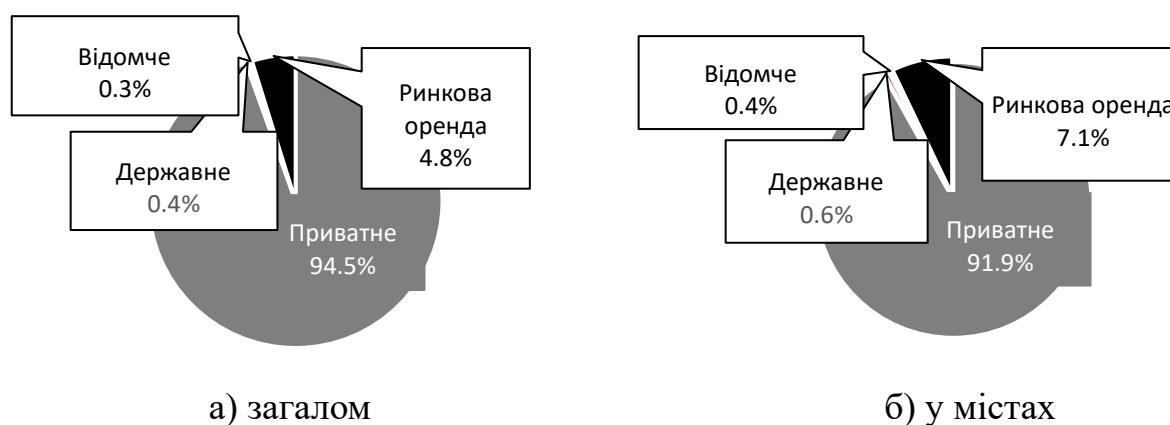 Відомче
0.3%
Ринкова
оренда
4.8%
Державне
0.4%
Приватне
94.5%
а) загалом
Відомче
0.4%
Ринкова оренда
7.1%
Державне
0.6%
Приватне
91.9%
б) у містах